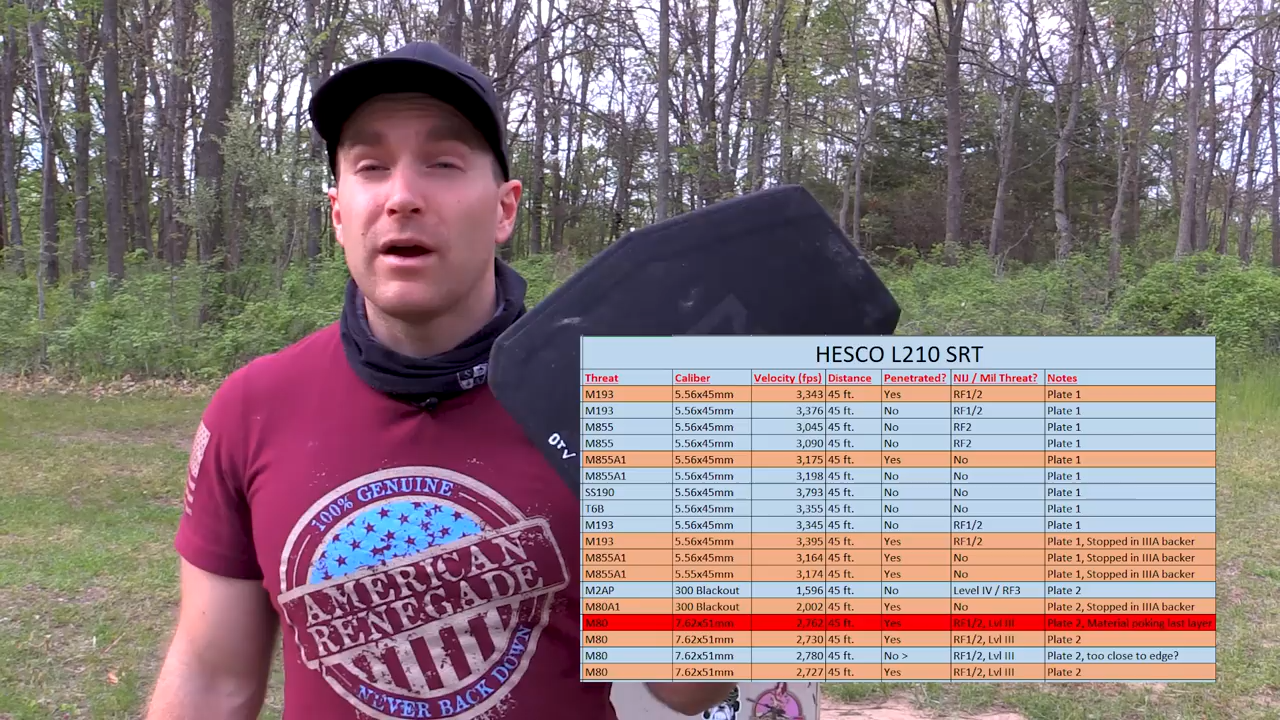 HESCO L210 SRT
Threat Caliber Velocity (fps) Distance Penetrated? NIJ / Mil Threat? Notes
M193 5.56x45mm 3,343 45 ft. Yes RF1/2 Plate 1
M193 5.56x45mm 3,376 45 ft. No RF1/2 Plate 1
M855 5.56x45mm 3,045 45 ft. No RF2 Plate 1
M855 5.56x45mm 3,090 45 ft. No RF2 Plate 1
M855A1 5.56x45mm 3,175 45 ft. Yes No Plate 1
M855A1 5.56x45mm 3,198 45 ft. No No Plate 1
SS190 5.56x45mm 3,793 45 ft. No No Plate 1
T6B 5.56x45mm 3,355 45 ft. No No Plate 1
M193 5.56x45mm 3,345 45 ft. No RF1/2 Plate 1
M193 5.56x45mm 3,395 45 ft. Yes RF1/2 Plate 1, Stopped in IIIA backer
M855A1 5.56x45mm 3,164 45 ft. Yes No Plate 1, Stopped in IIIA backer
M855A1 5.55x45mm 3,174 45 ft. Yes No Plate 1, Stopped in IIIA backer
M2AP 300 Blackout 1,596 45 ft. No Level IV / RF3 Plate 2
M80A1 300 Blackout 2,002 45 ft. Yes No Plate 2, Stopped in IIIA backer
M80 7.62x51mm 2,762 45 ft. Yes RF1/2, Lvl III Plate 2, Material poking last layer
M80 7.62x51mm 2,730 45 ft. Yes RF1/2, Lvl III Plate 2
M80 7.62x51mm 2,780 45 ft. No > RF1/2, Lvl III Plate 2, too close to edge?
M80 7.62x51mm 2,727 45 ft. Yes RF1/2, Lvl III Plate 2
100% GENUINE
AMERICAN
RENEGADE
NEVER BACK DOWN